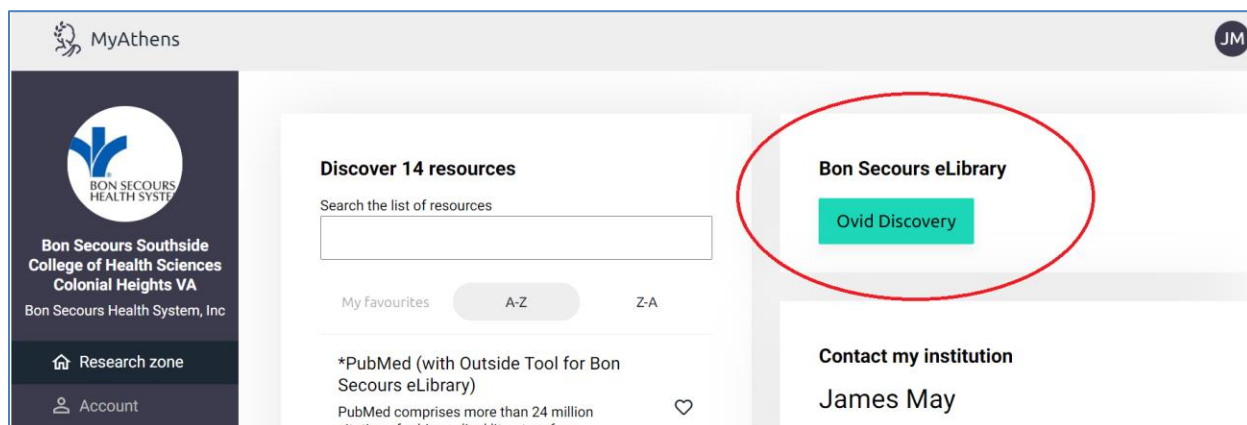 MyAthens
JM
BON SECOURS
HEALTH SYSTE
Bon Secours Southside
College of Health Sciences
Colonial Heights VA
Bon Secours Health System, Inc
Research zone
Account
Discover 14 resources
Search the list of resources
My favourites
A-Z
Z-A
*PubMed (with Outside Tool for Bon
Secours eLibrary)
PubMed comprises more than 24 million
Bon Secours eLibrary
Ovid Discovery
Contact my institution
James May